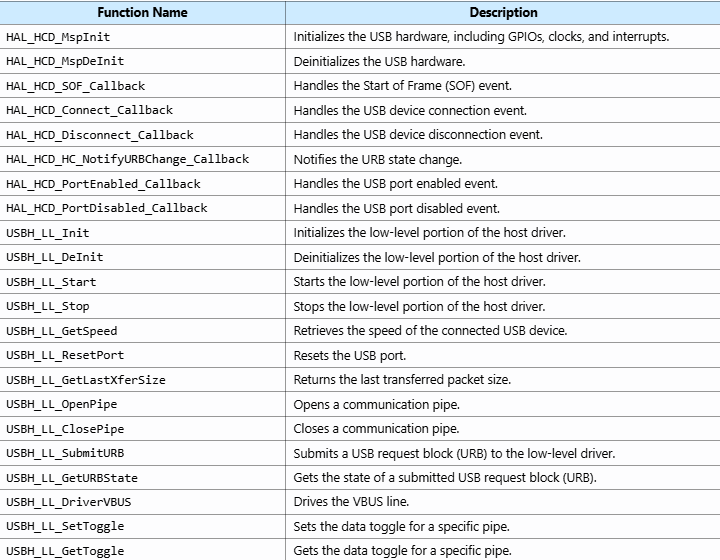 Function Name Description
HAL_HCD_MspInit Initializes the USB hardware, including GPIOs, clocks, and interrupts.
HAL_HCD_MspDeInit Deinitializes the USB hardware.
HAL_HCD_SOF_Callback Handles the Start of Frame (SOF) event.
HAL_HCD_Connect_Callback Handles the USB device connection event.
HAL_HCD_Disconnect_Callback Handles the USB device disconnection event.
HAL_HCD_HC_NotifyURBChange_Callback Notifies the URB state change.
HAL_HCD_PortEnabled_Callback Handles the USB port enabled event.
HAL_HCD_PortDisabled_Callback Handles the USB port disabled event.
USBH_LL_Init Initializes the low-level portion of the host driver.
USBH_LL_DeInit Deinitializes the low-level portion of the host driver.
USBH_LL_Start Starts the low-level portion of the host driver.
USBH_LL_Stop Stops the low-level portion of the host driver.
USBH_LL_GetSpeed Retrieves the speed of the connected USB device.
USBH_LL_ResetPort Resets the USB port.
USBH_LL_GetLastXferSize Returns the last transferred packet size.
USBH_LL_OpenPipe Opens a communication pipe.
USBH_LL_ClosePipe Closes a communication pipe.
USBH_LL_SubmitURB Submits a USB request block (URB) to the low-level driver.
USBH_LL_GetURBState Gets the state of a submitted USB request block (URB).
USBH_LL_DriverVBUS Drives the VBUS line.
USBH_LL_SetToggle Sets the data toggle for a specific pipe.
USBH_LL_GetToggle Gets the data toggle for a specific pipe.